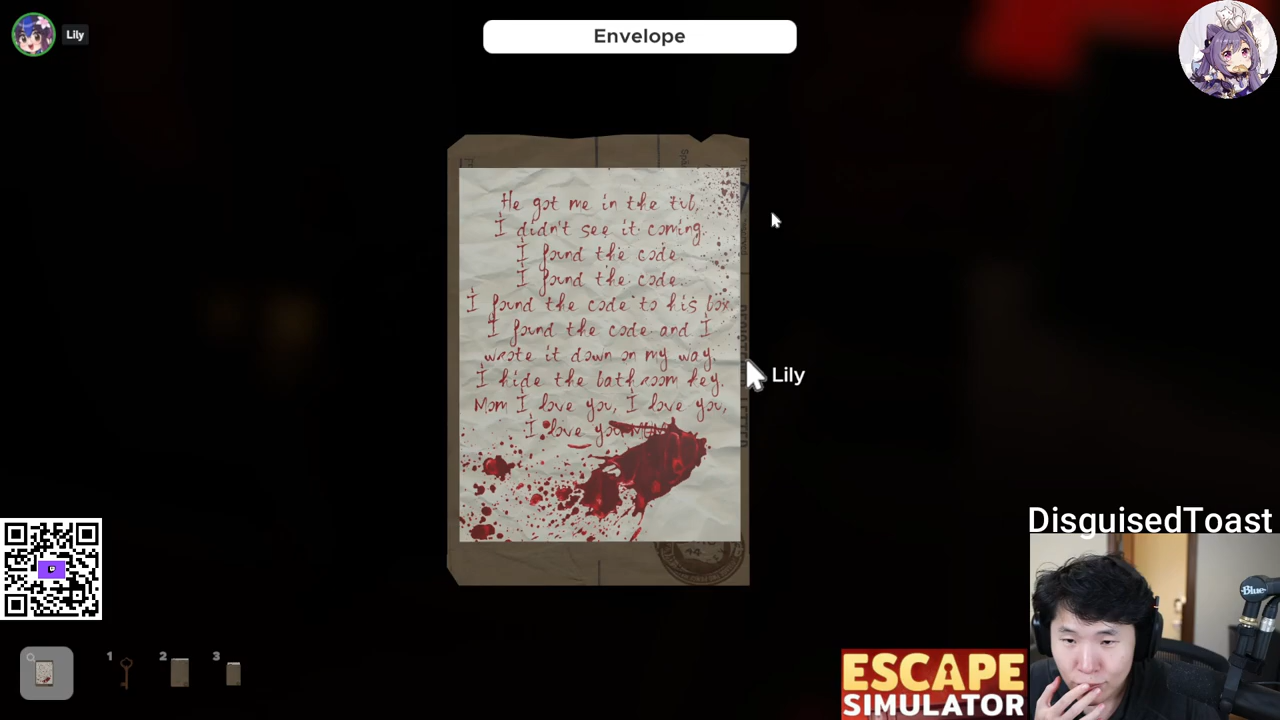 Lily
Envelope
He got me in the tub,
I didn't see it coming.
I found the code.
I found the code.
I found the code to his box.
I found the code and I
wrote it down on my way.
I hide the bathroom key.
Mom I love you, I love you,
I love you
Lily
DisguisedToast
1
2
3
ESCAPE
SIMULATOR
Blue